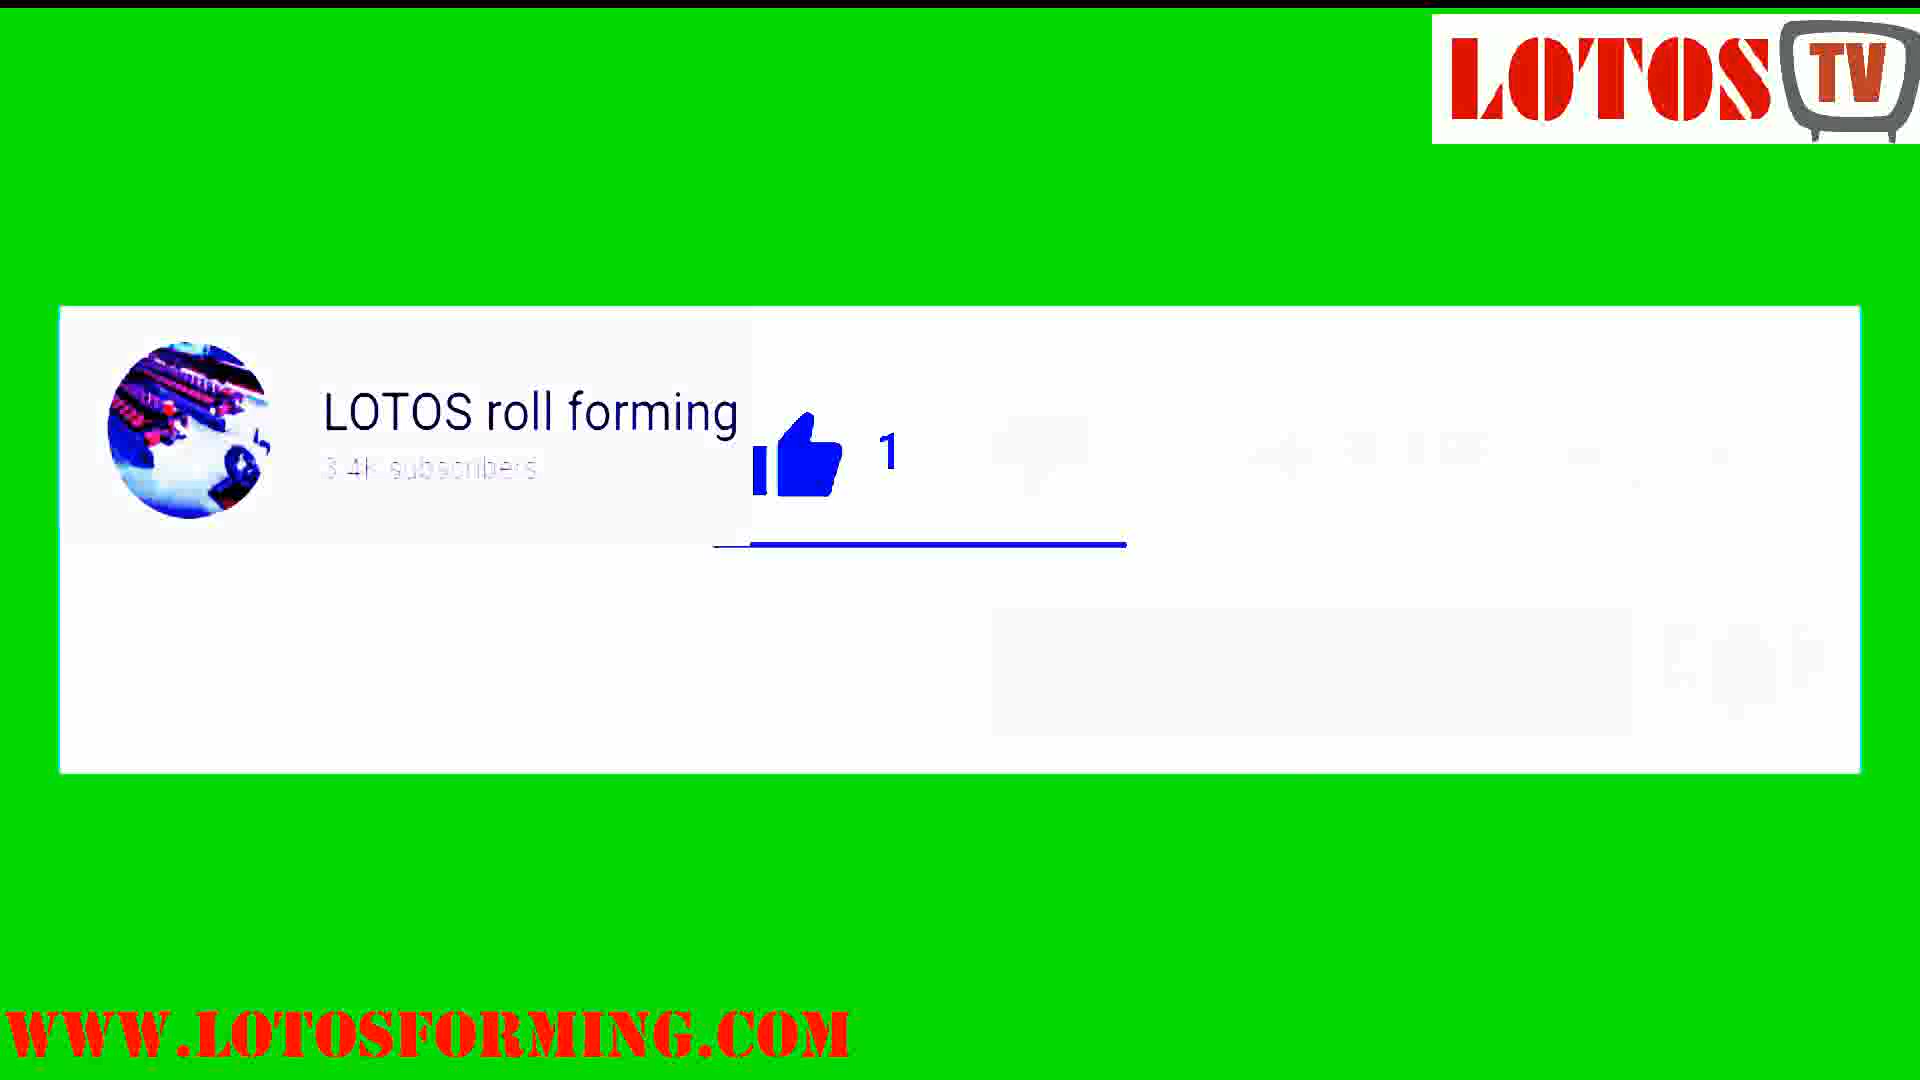 LOTOS TV
LOTOS roll forming
3.4K subscribers
1
WWW.LOTOSFORMING.COM